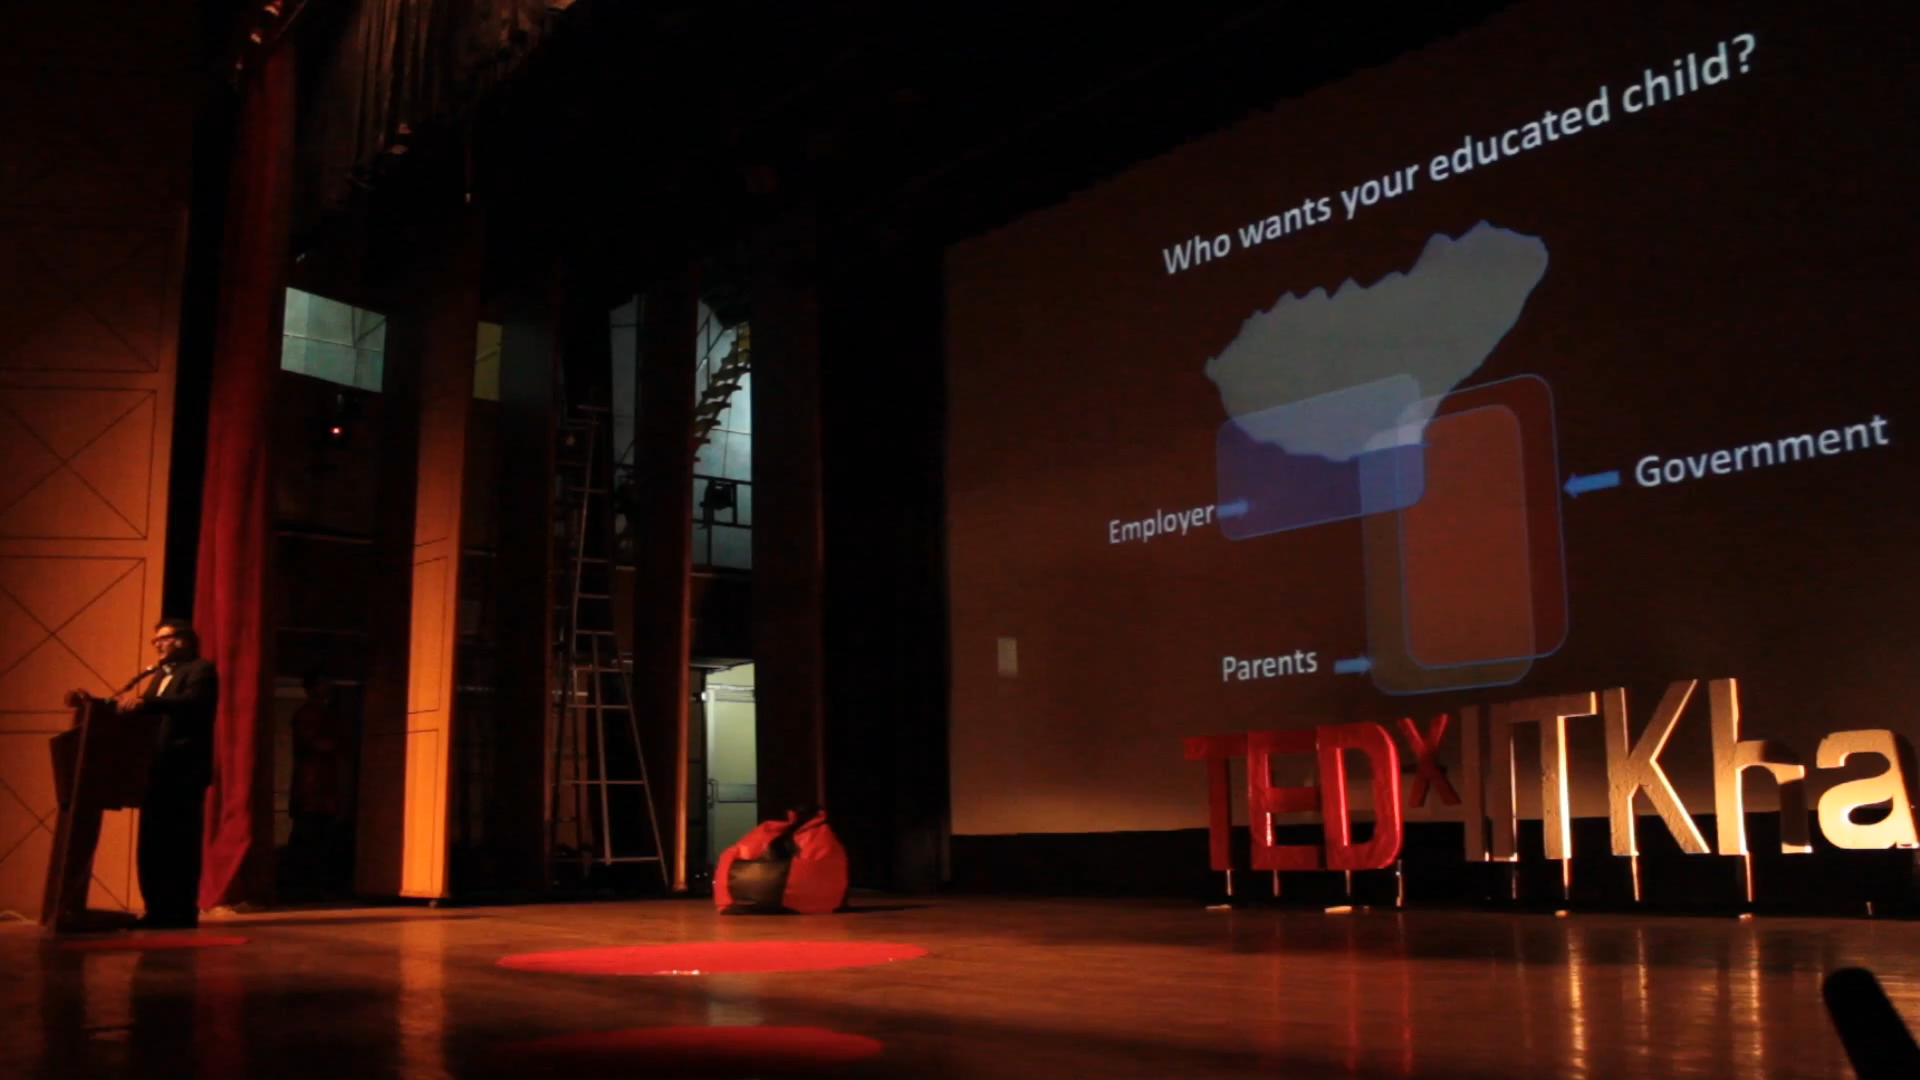 Who wants your educated child?
Government
Employer
Parents
TEDxIITKha